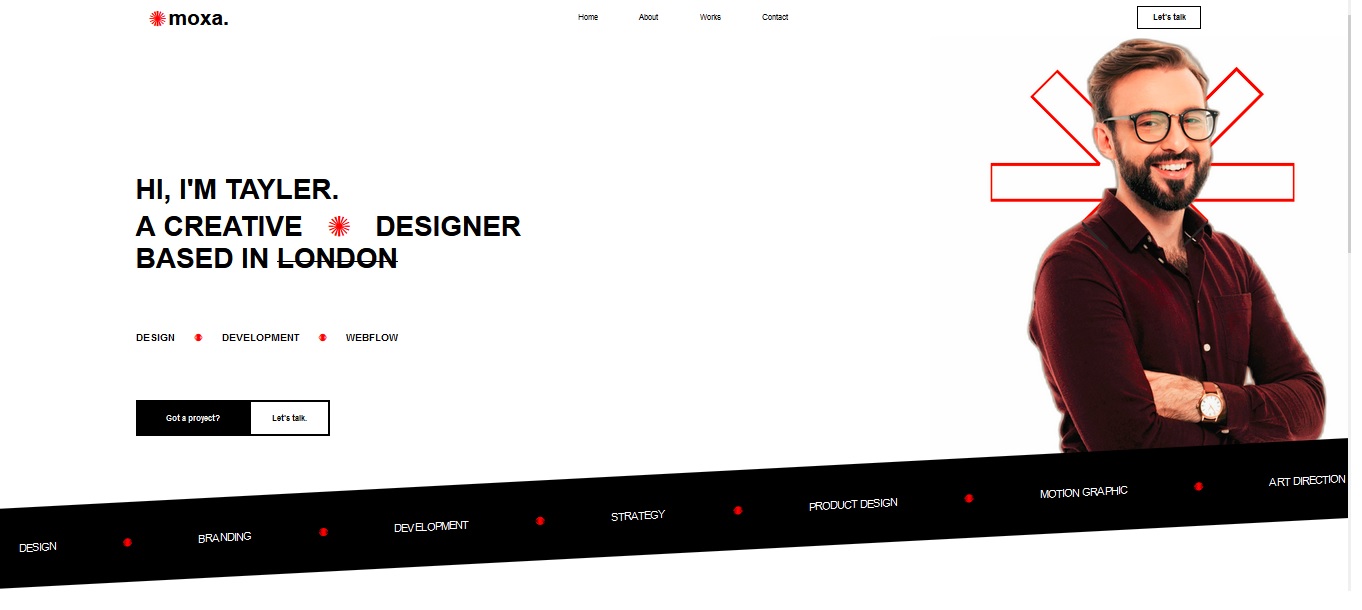 moxa.
Home About Works Contact
Let's talk
HI, I'M TAYLER.
A CREATIVE DESIGNER
BASED IN LONDON
DESIGN DEVELOPMENT WEBFLOW
Got a proyect? Let's talk.
DESIGN BRANDING DEVELOPMENT STRATEGY PRODUCT DESIGN MOTION GRAPHIC ART DIRECTION